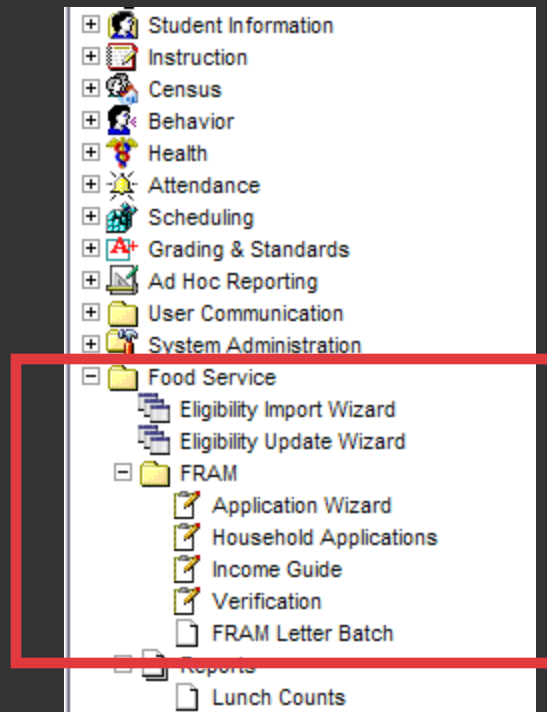 Student Information
Instruction
Census
Behavior
Health
Attendance
Scheduling
A+ Grading & Standards
Ad Hoc Reporting
User Communication
System Administration
Food Service
Eligibility Import Wizard
Eligibility Update Wizard
FRAM
Application Wizard
Household Applications
Income Guide
Verification
FRAM Letter Batch
Reports
Lunch Counts